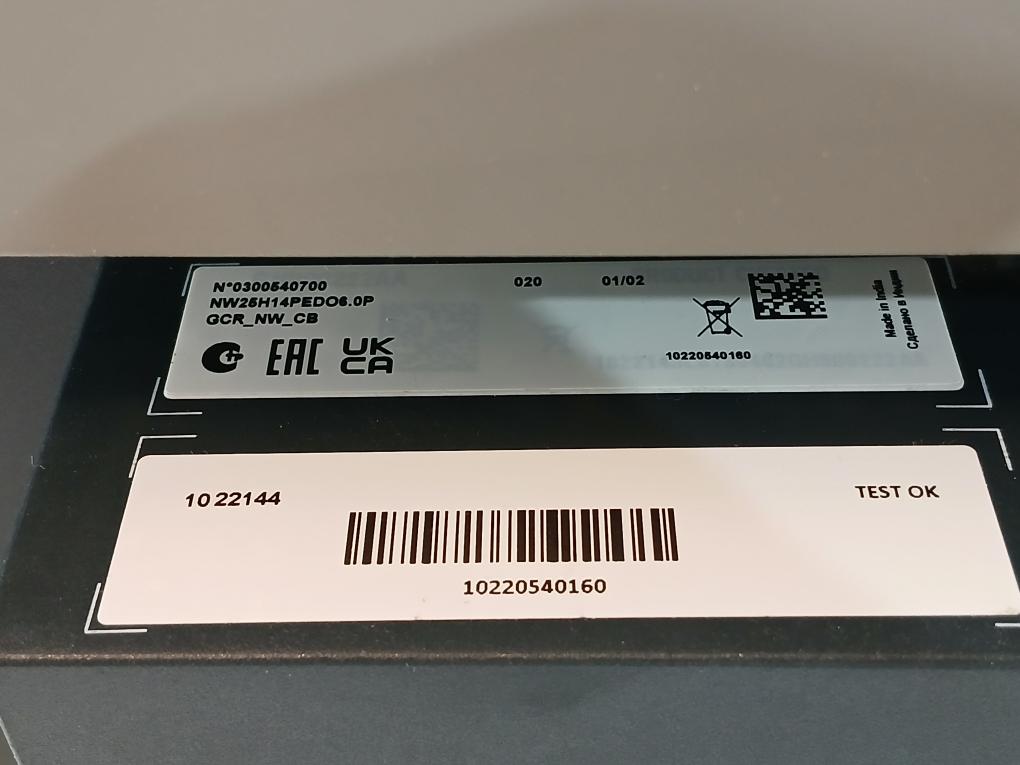 N°0300540700
020
01/02
NW25H14PEDO6.0P
GCR_NW_CB
EAC
UK
CA
10220540160
Made in India
Сделано в Индии
10 22144
TEST OK
10220540160